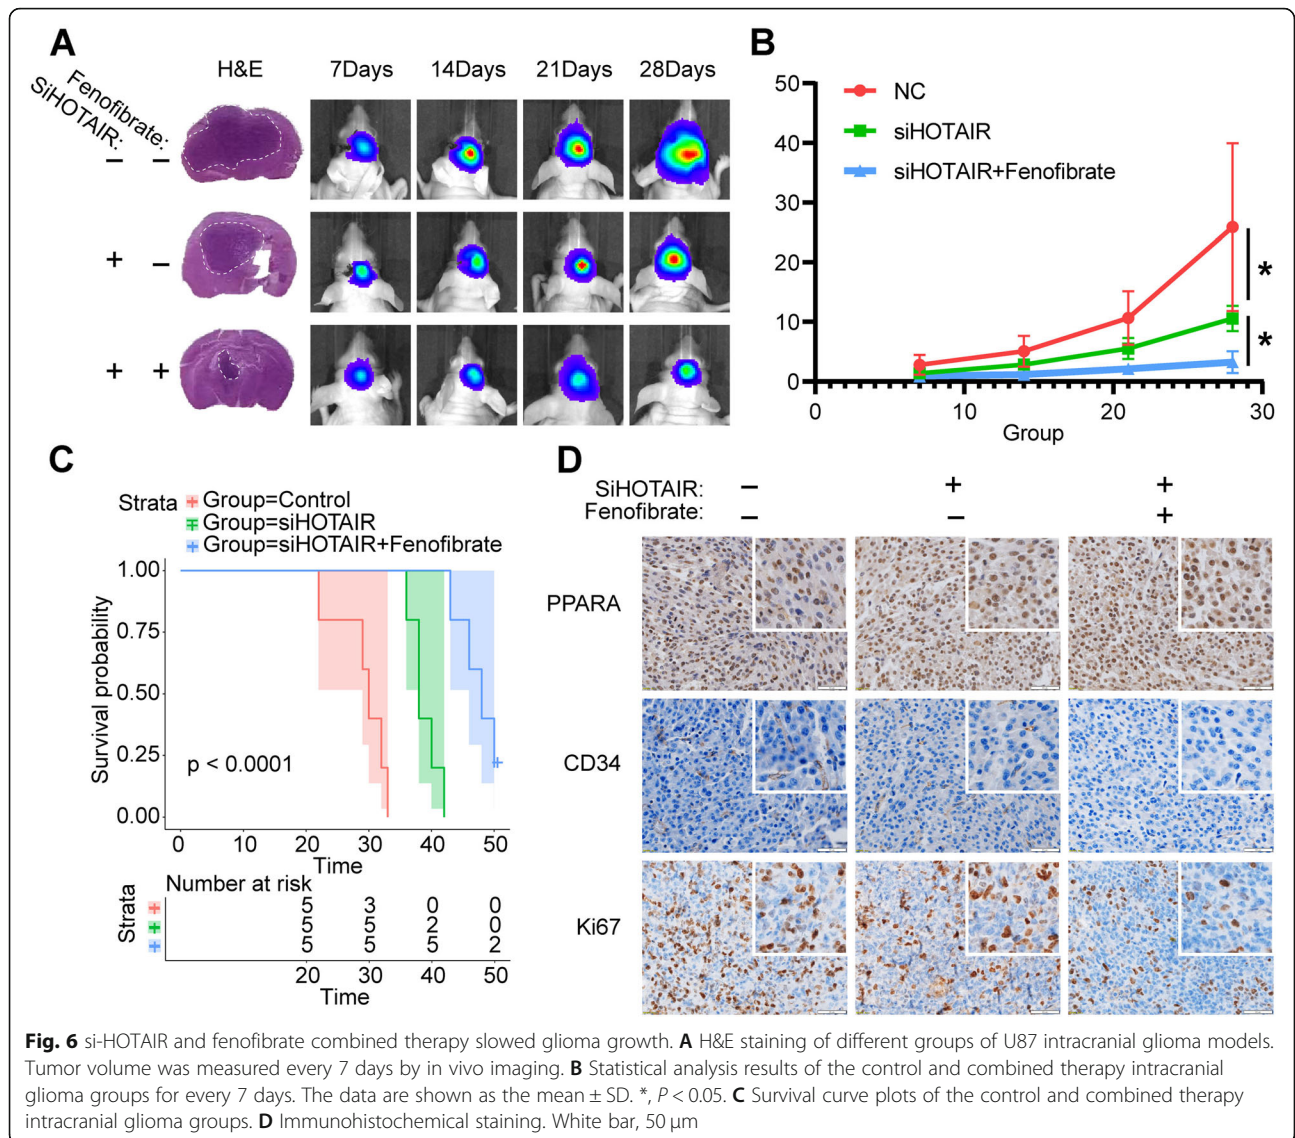 A
Fenofibrate:
SiHOTAIR:
H&E
7Days
14Days
21Days
28Days
– –
+ –
+ +
B
50
40
30
20
10
0
NC
siHOTAIR
siHOTAIR+Fenofibrate
*
*
0 10 20 30
Group
C
Strata
Group=Control
Group=siHOTAIR
Group=siHOTAIR+Fenofibrate
Survival probability
1.00
0.75
0.50
0.25
0.00
p < 0.0001
0 10 20 30 40 50
Time
Number at risk
Strata
5 3 0 0
5 5 2 0
5 5 5 2
20 30 40 50
Time
D
SiHOTAIR: – + +
Fenofibrate: – – +
PPARA
CD34
Ki67
Fig. 6 si-HOTAIR and fenofibrate combined therapy slowed glioma growth. A H&E staining of different groups of U87 intracranial glioma models.
Tumor volume was measured every 7 days by in vivo imaging. B Statistical analysis results of the control and combined therapy intracranial
glioma groups for every 7 days. The data are shown as the mean ± SD. *, P < 0.05. C Survival curve plots of the control and combined therapy
intracranial glioma groups. D Immunohistochemical staining. White bar, 50 μm